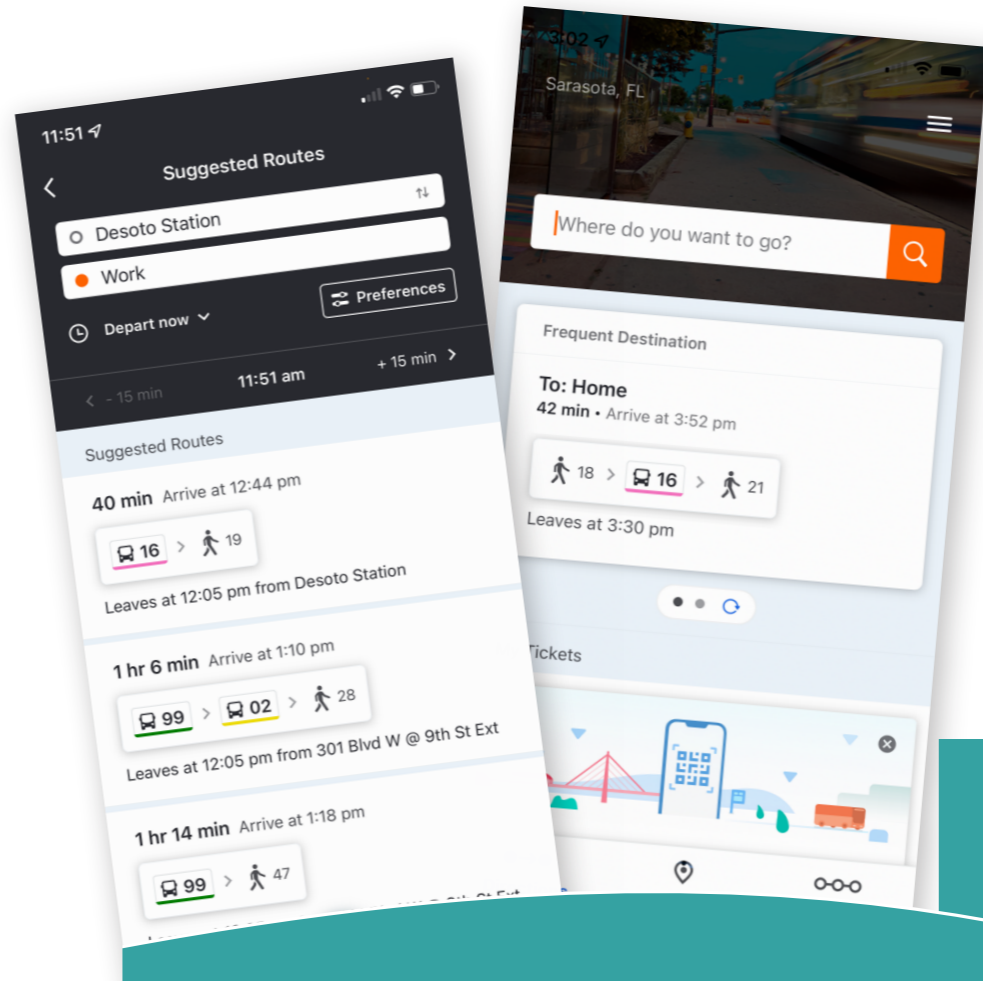 11:51
Suggested Routes
Desoto Station
Work
Depart now
Preferences
- 15 min
11:51 am
+ 15 min
Suggested Routes
40 min Arrive at 12:44 pm
16 > 19
Leaves at 12:05 pm from Desoto Station
1 hr 6 min Arrive at 1:10 pm
99 > 02 > 28
Leaves at 12:05 pm from 301 Blvd W @ 9th St Ext
1 hr 14 min Arrive at 1:18 pm
99 > 47
3:02
Sarasota, FL
Where do you want to go?
Frequent Destination
To: Home
42 min • Arrive at 3:52 pm
18 > 16 > 21
Leaves at 3:30 pm
Tickets